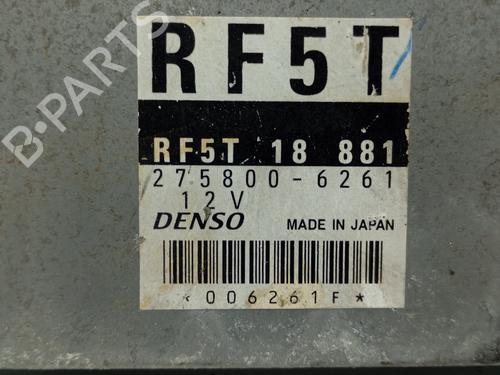 RF5T
RF5T 18 881
275800-6261
12V
DENSO MADE IN JAPAN
*006261F*
B-PARTS